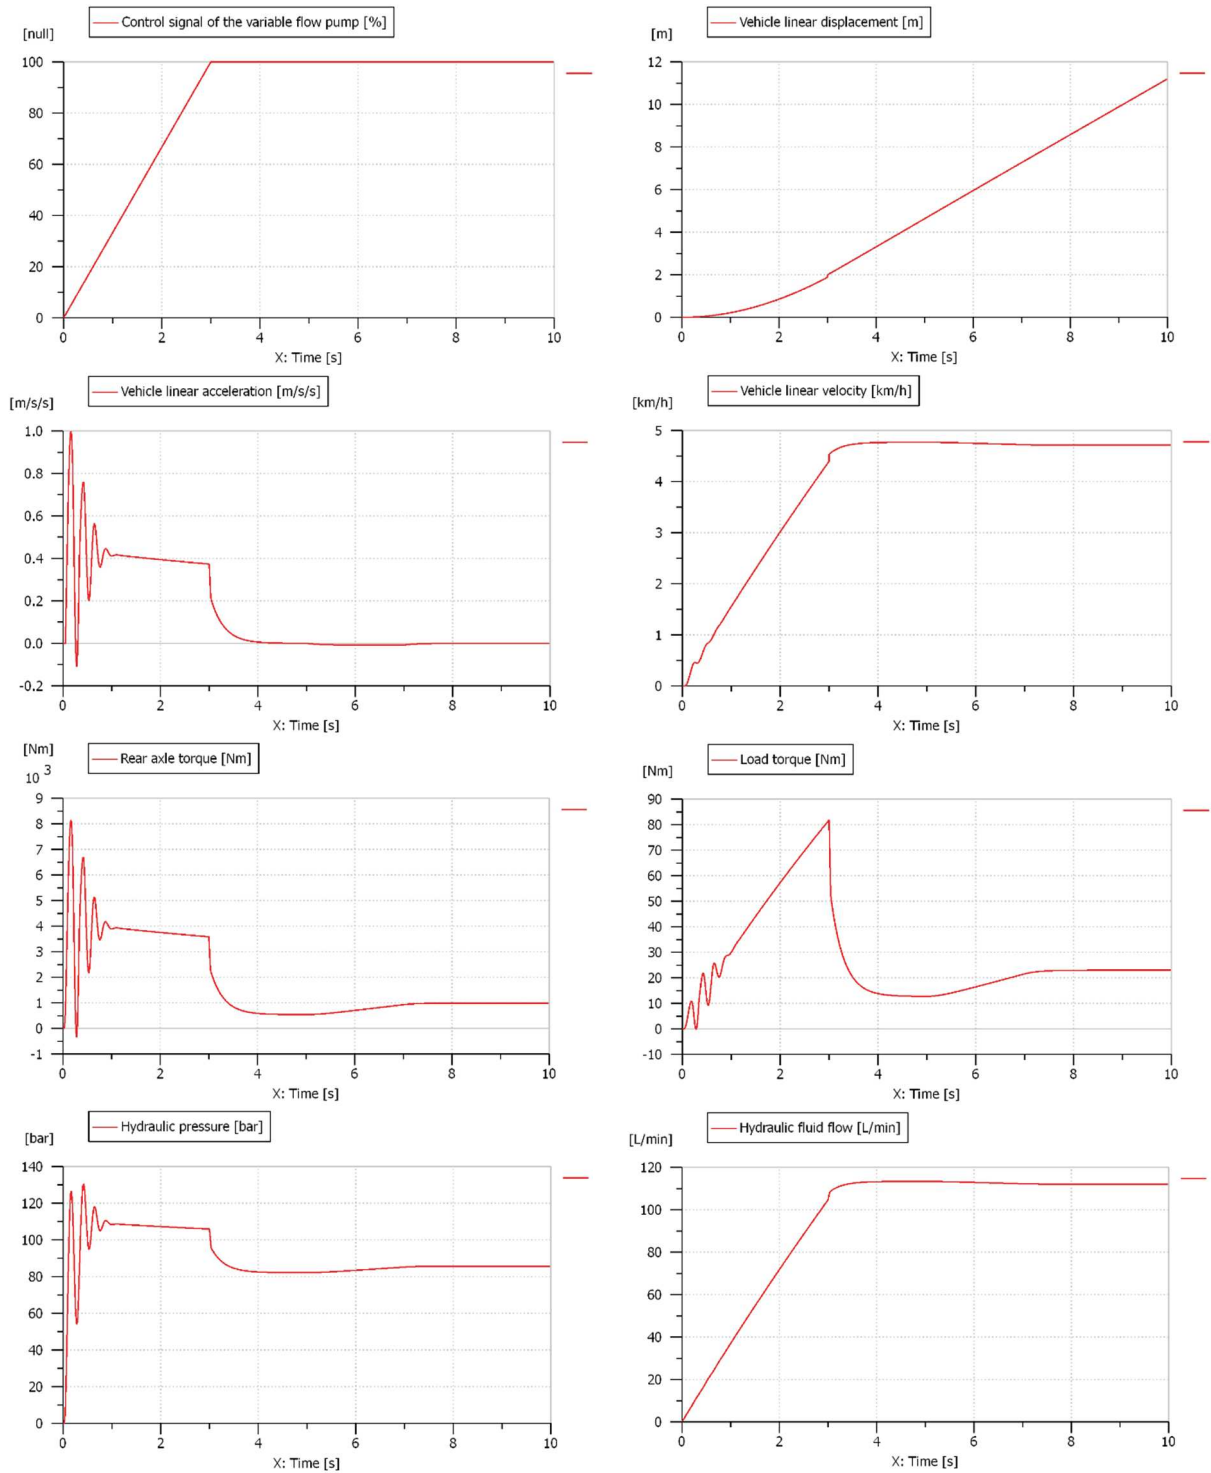 Control signal of the variable flow pump [%]
[null]
100
80
60
40
20
0
0 2 4 6 8 10
X: Time [s]
Vehicle linear displacement [m]
[m]
12
10
8
6
4
2
0
0 2 4 6 8 10
X: Time [s]
Vehicle linear acceleration [m/s/s]
[m/s/s]
1.0
0.8
0.6
0.4
0.2
0.0
-0.2
0 2 4 6 8 10
X: Time [s]
Vehicle linear velocity [km/h]
[km/h]
5
4
3
2
1
0
0 2 4 6 8 10
X: Time [s]
Rear axle torque [Nm]
[Nm]
10 3
9
8
7
6
5
4
3
2
1
0
-1
0 2 4 6 8 10
X: Time [s]
Load torque [Nm]
[Nm]
90
80
70
60
50
40
30
20
10
0
-10
0 2 4 6 8 10
X: Time [s]
Hydraulic pressure [bar]
[bar]
140
120
100
80
60
40
20
0
0 2 4 6 8 10
X: Time [s]
Hydraulic fluid flow [L/min]
[L/min]
120
100
80
60
40
20
0
0 2 4 6 8 10
X: Time [s]